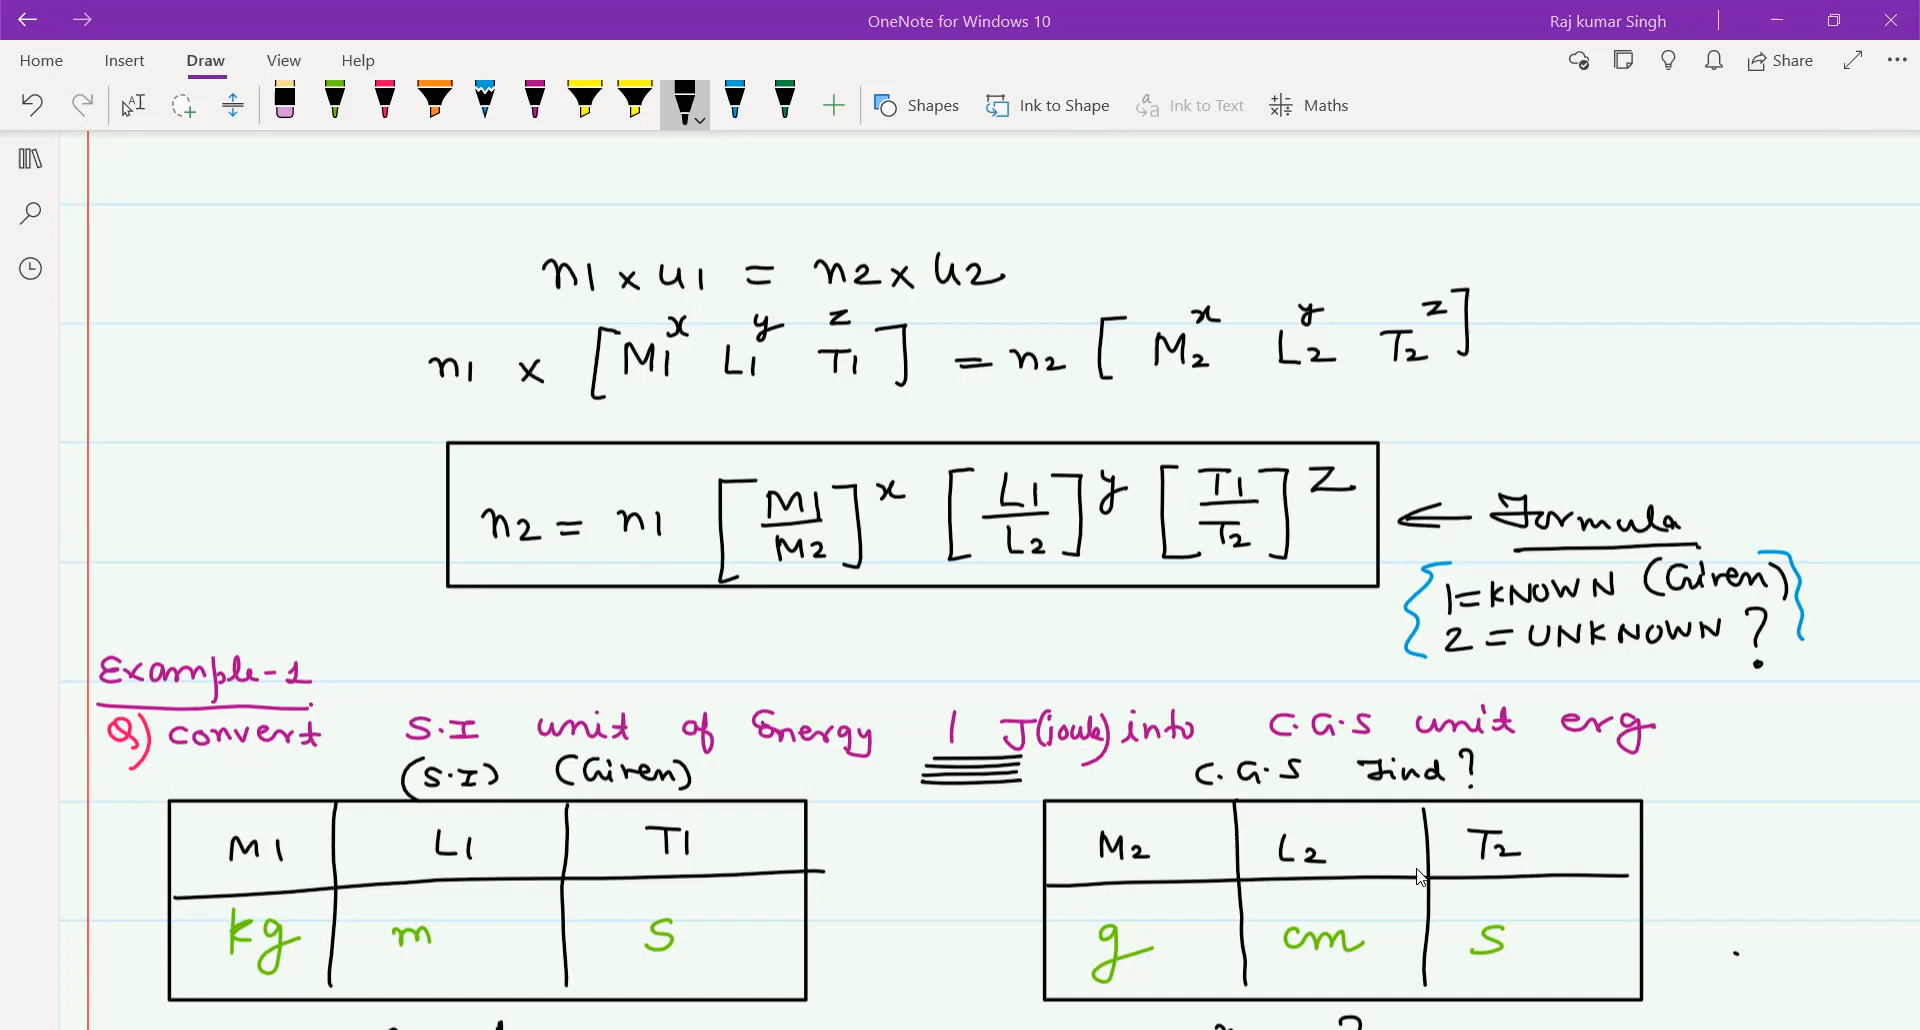 OneNote for Windows 10
Raj kumar Singh
Home Insert Draw View Help
Share
Shapes Ink to Shape Ink to Text Maths
n1 × u1 = n2 × u2
n1 × [M1^x L1^y T1^z] = n2 [M2^x L2^y T2^z]
n2 = n1 [M1/M2]^x [L1/L2]^y [T1/T2]^z ← Formula
{1 = KNOWN (Given)
2 = UNKNOWN ?}
Example-1
Q) convert S.I unit of Energy 1 J(joule) into C.G.S unit erg
(S.I) (Given) C.G.S Find?
M1 L1 T1 M2 L2 T2
kg m s g cm s